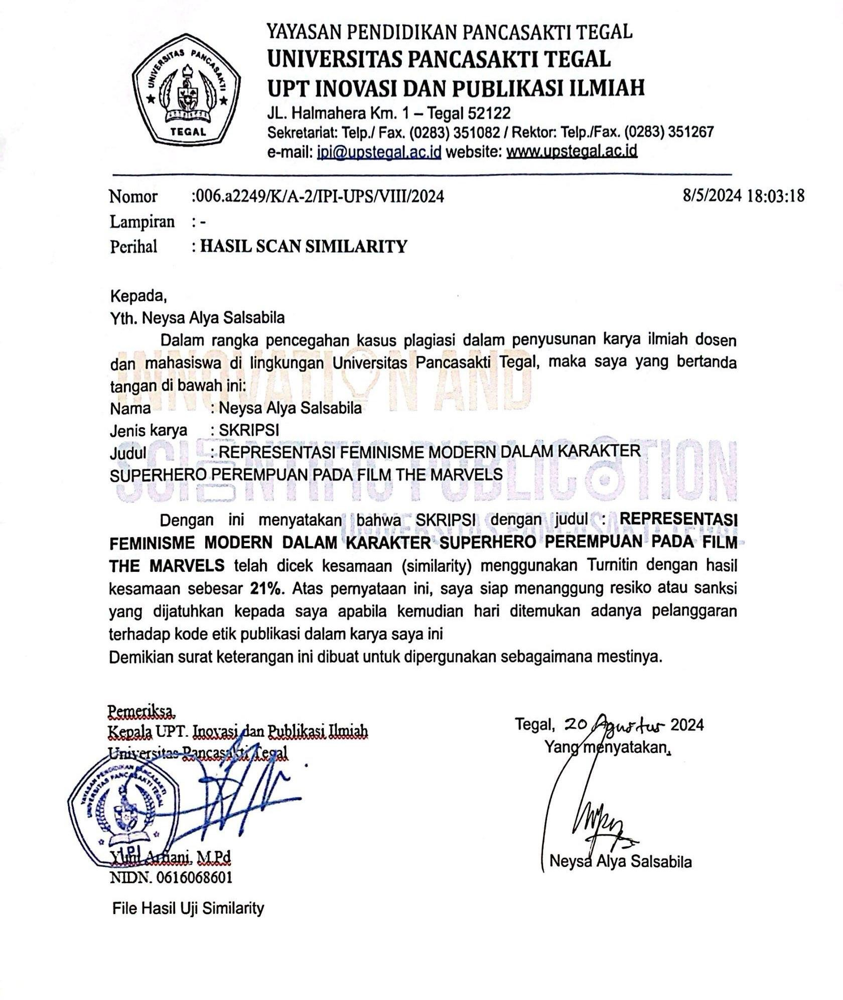 YAYASAN PENDIDIKAN PANCASAKTI TEGAL
UNIVERSITAS PANCASAKTI TEGAL
UPT INOVASI DAN PUBLIKASI ILMIAH
JL. Halmahera Km. 1 – Tegal 52122
Sekretariat: Telp./ Fax. (0283) 351082 / Rektor: Telp./Fax. (0283) 351267
e-mail: ipi@upstegal.ac.id website: www.upstegal.ac.id
UNIVERSITAS PANCASAKTI
TEGAL
Nomor :006.a2249/K/A-2/IPI-UPS/VIII/2024 8/5/2024 18:03:18
Lampiran : -
Perihal : HASIL SCAN SIMILARITY
Kepada,
Yth. Neysa Alya Salsabila
Dalam rangka pencegahan kasus plagiasi dalam penyusunan karya ilmiah dosen
dan mahasiswa di lingkungan Universitas Pancasakti Tegal, maka saya yang bertanda
tangan di bawah ini:
INNOVATION AND
Nama : Neysa Alya Salsabila
Jenis karya : SKRIPSI
Judul : REPRESENTASI FEMINISME MODERN DALAM KARAKTER
SUPERHERO PEREMPUAN PADA FILM THE MARVELS
SCIENTIFIC PUBLICATION
UNIVERSITAS PANCASAKTI TEGAL
Dengan ini menyatakan bahwa SKRIPSI dengan judul : REPRESENTASI
FEMINISME MODERN DALAM KARAKTER SUPERHERO PEREMPUAN PADA FILM
THE MARVELS telah dicek kesamaan (similarity) menggunakan Turnitin dengan hasil
kesamaan sebesar 21%. Atas pernyataan ini, saya siap menanggung resiko atau sanksi
yang dijatuhkan kepada saya apabila kemudian hari ditemukan adanya pelanggaran
terhadap kode etik publikasi dalam karya saya ini
Demikian surat keterangan ini dibuat untuk dipergunakan sebagaimana mestinya.
Pemeriksa,
Kepala UPT. Inovasi dan Publikasi Ilmiah
Universitas Pancasakti Tegal
YAYASAN PENDIDIKAN PANCASAKTI
UNIVERSITAS PANCASAKTI TEGAL
IPI
M.Pd
NIDN. 0616068601
File Hasil Uji Similarity
Tegal, 20 Agustus 2024
Yang menyatakan,
Neysa Alya Salsabila